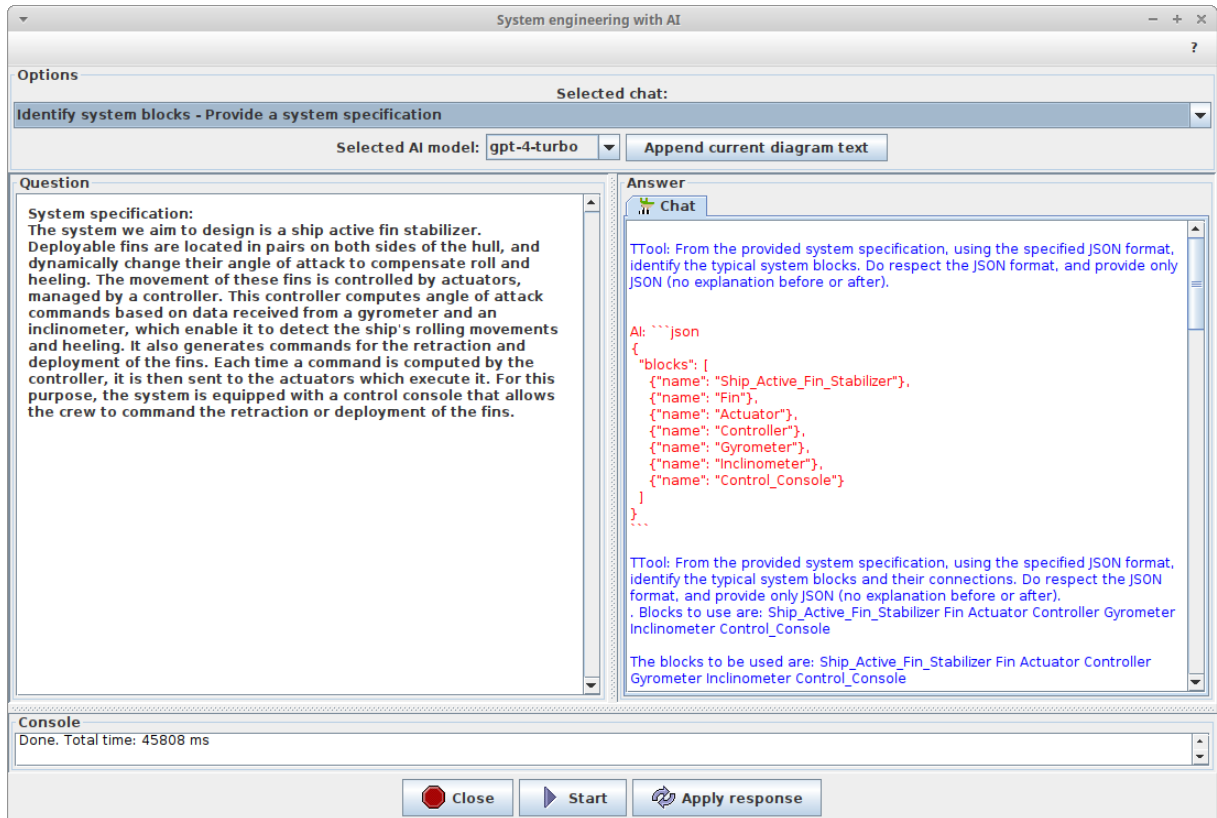 System engineering with AI
?
Options
Selected chat:
Identify system blocks - Provide a system specification
Selected AI model: gpt-4-turbo Append current diagram text
Question
System specification:
The system we aim to design is a ship active fin stabilizer.
Deployable fins are located in pairs on both sides of the hull, and
dynamically change their angle of attack to compensate roll and
heeling. The movement of these fins is controlled by actuators,
managed by a controller. This controller computes angle of attack
commands based on data received from a gyrometer and an
inclinometer, which enable it to detect the ship's rolling movements
and heeling. It also generates commands for the retraction and
deployment of the fins. Each time a command is computed by the
controller, it is then sent to the actuators which execute it. For this
purpose, the system is equipped with a control console that allows
the crew to command the retraction or deployment of the fins.
Answer
Chat
TTool: From the provided system specification, using the specified JSON format,
identify the typical system blocks. Do respect the JSON format, and provide only
JSON (no explanation before or after).
AI: ```json
{
"blocks": [
{"name": "Ship_Active_Fin_Stabilizer"},
{"name": "Fin"},
{"name": "Actuator"},
{"name": "Controller"},
{"name": "Gyrometer"},
{"name": "Inclinometer"},
{"name": "Control_Console"}
]
}
```
TTool: From the provided system specification, using the specified JSON format,
identify the typical system blocks and their connections. Do respect the JSON
format, and provide only JSON (no explanation before or after).
. Blocks to use are: Ship_Active_Fin_Stabilizer Fin Actuator Controller Gyrometer
Inclinometer Control_Console
The blocks to be used are: Ship_Active_Fin_Stabilizer Fin Actuator Controller
Gyrometer Inclinometer Control_Console
Console
Done. Total time: 45808 ms
Close Start Apply response